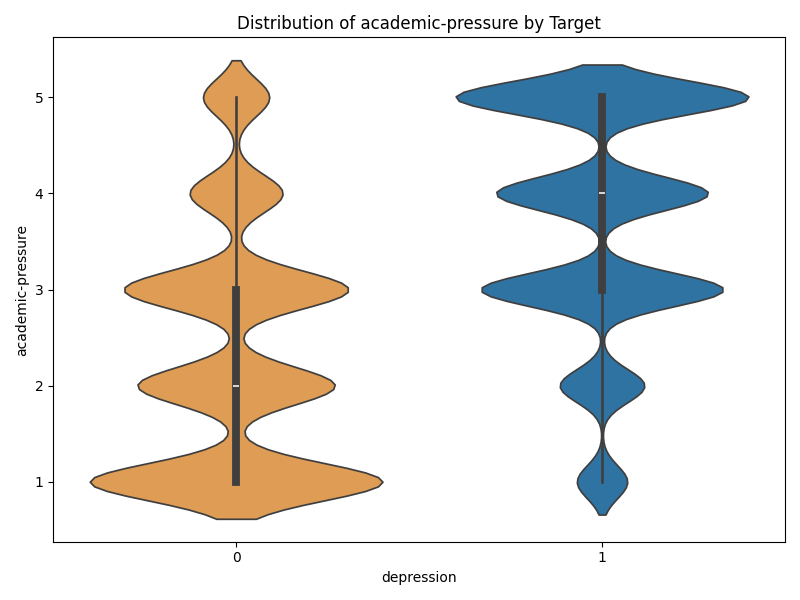 Distribution of academic-pressure by Target
academic-pressure
5
4
3
2
1
0
1
depression